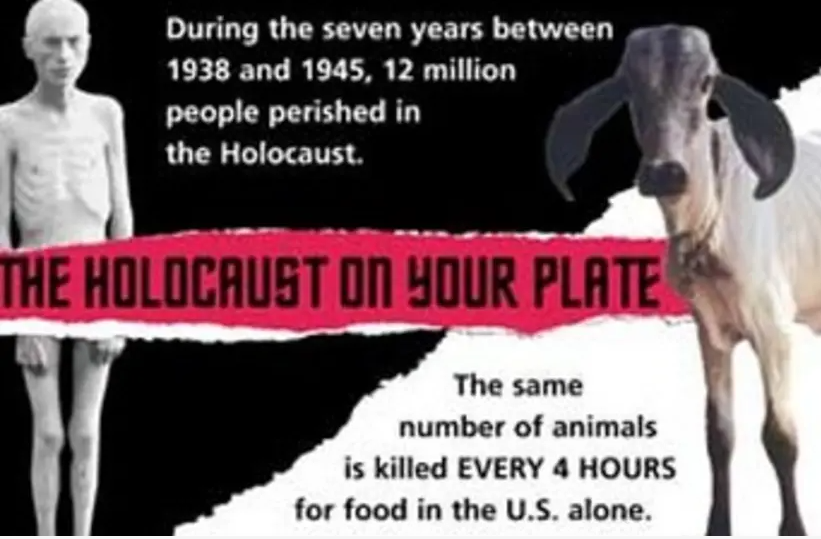 During the seven years between
1938 and 1945, 12 million
people perished in
the Holocaust.
THE HOLOCAUST ON YOUR PLATE
The same
number of animals
is killed EVERY 4 HOURS
for food in the U.S. alone.